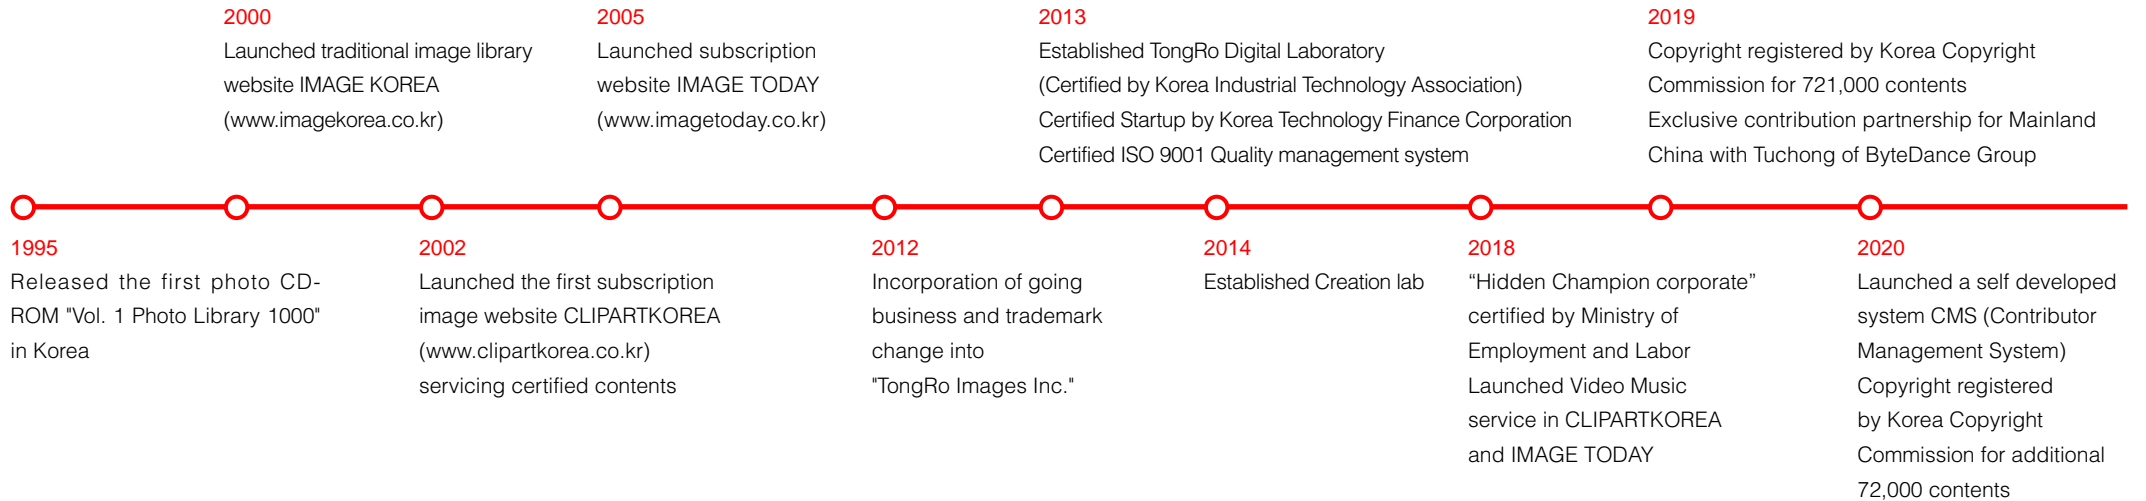 2000
Launched traditional image library
website IMAGE KOREA
(www.imagekorea.co.kr)
2005
Launched subscription
website IMAGE TODAY
(www.imagetoday.co.kr)
2013
Established TongRo Digital Laboratory
(Certified by Korea Industrial Technology Association)
Certified Startup by Korea Technology Finance Corporation
Certified ISO 9001 Quality management system
2019
Copyright registered by Korea Copyright
Commission for 721,000 contents
Exclusive contribution partnership for Mainland
China with Tuchong of ByteDance Group
1995
Released the first photo CD-
ROM "Vol. 1 Photo Library 1000"
in Korea
2002
Launched the first subscription
image website CLIPARTKOREA
(www.clipartkorea.co.kr)
servicing certified contents
2012
Incorporation of going
business and trademark
change into
"TongRo Images Inc."
2014
Established Creation lab
2018
“Hidden Champion corporate”
certified by Ministry of
Employment and Labor
Launched Video Music
service in CLIPARTKOREA
and IMAGE TODAY
2020
Launched a self developed
system CMS (Contributor
Management System)
Copyright registered
by Korea Copyright
Commission for additional
72,000 contents